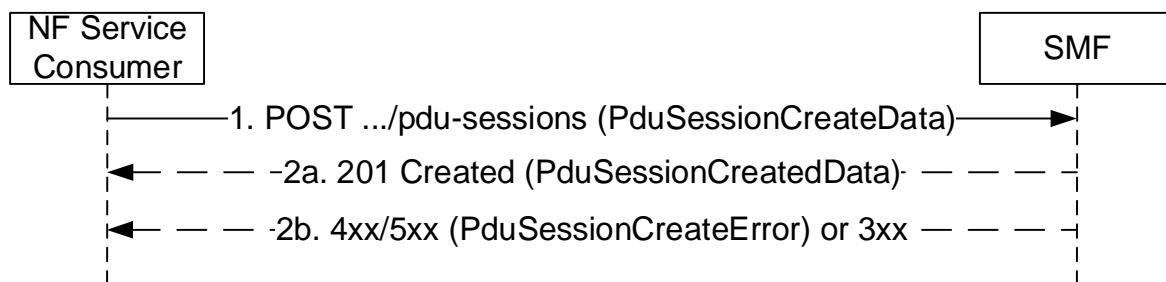 NF Service
Consumer
SMF
1. POST .../pdu-sessions (PduSessionCreateData)
2a. 201 Created (PduSessionCreatedData)
2b. 4xx/5xx (PduSessionCreateError) or 3xx